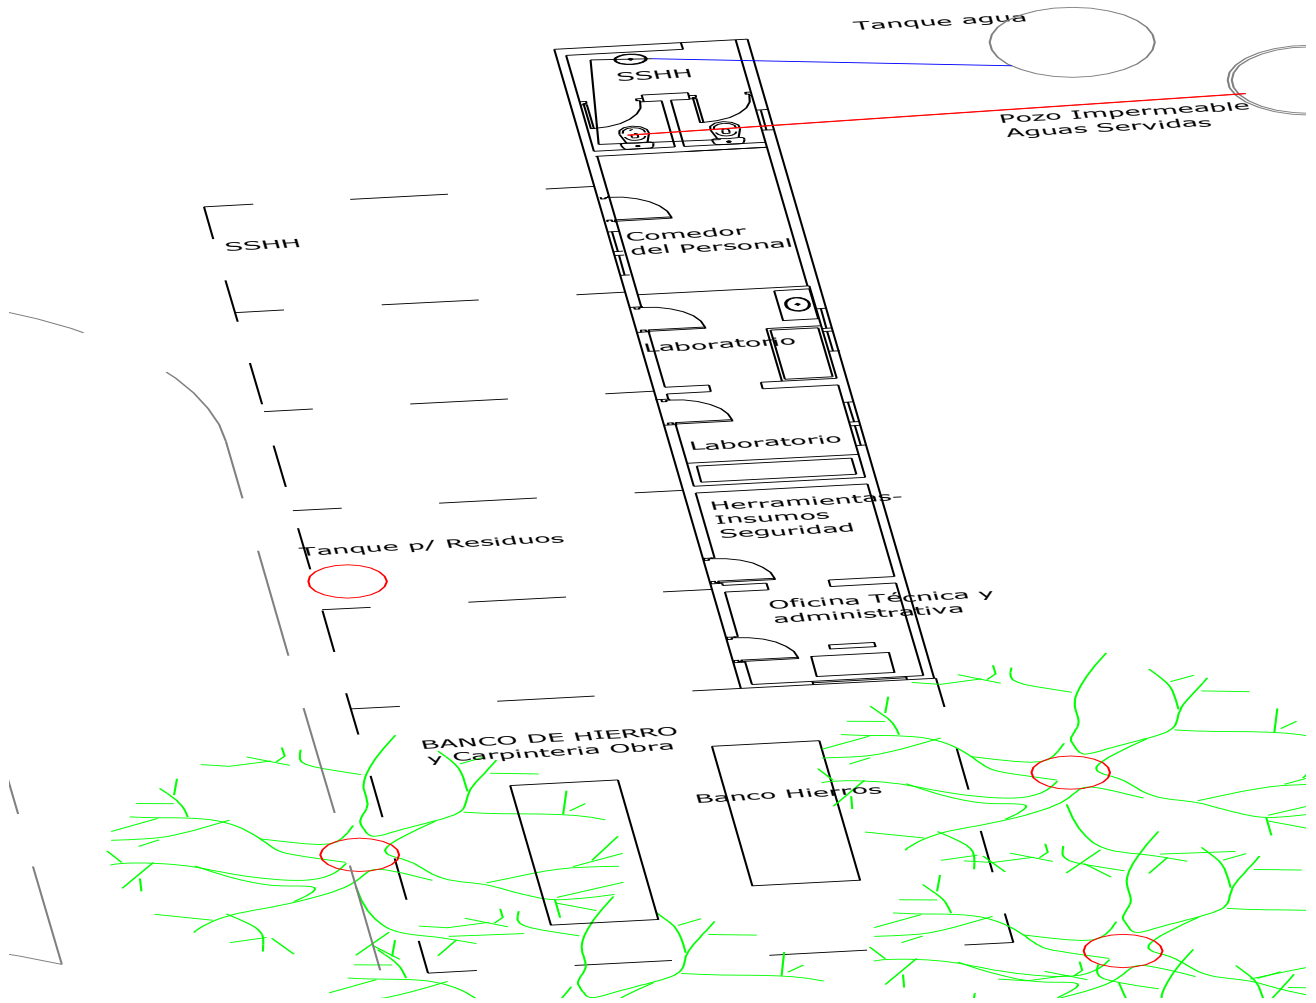 Tanque agua
SSHH
Pozo Impermeable
Aguas Servidas
SSHH
Comedor
del Personal
Laboratorio
Laboratorio
Herramientas-
Insumos
Seguridad
Tanque p/ Residuos
Oficina Técnica y
administrativa
BANCO DE HIERRO
y Carpinteria Obra
Banco Hierros